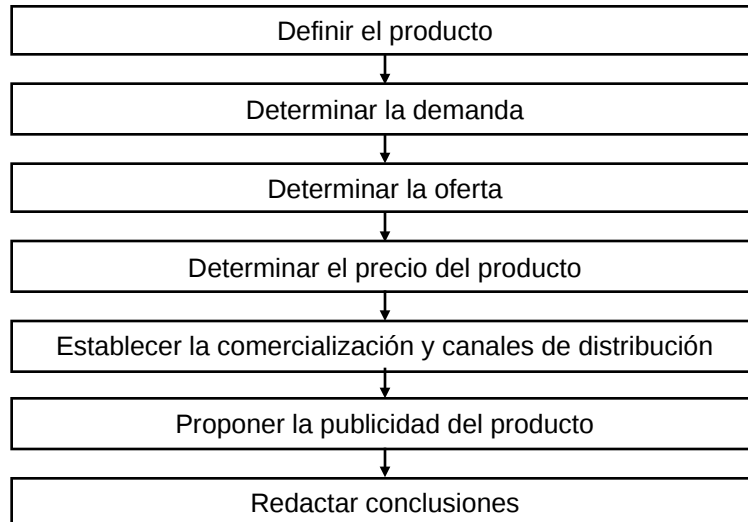 Definir el producto
Determinar la demanda
Determinar la oferta
Determinar el precio del producto
Establecer la comercialización y canales de distribución
Proponer la publicidad del producto
Redactar conclusiones